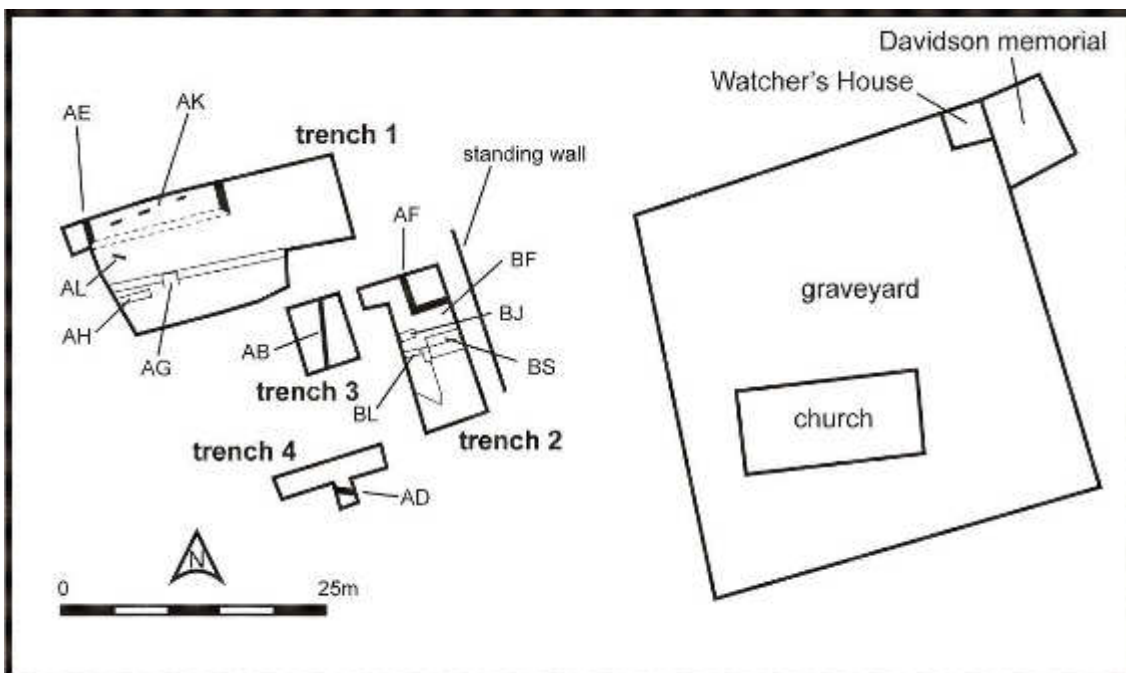 Davidson memorial
Watcher's House
AE
AK
trench 1
standing wall
AF
BF
graveyard
AL
BJ
AH
AB
BS
AG
trench 3
BL
church
trench 4
trench 2
AD
N
0
25m